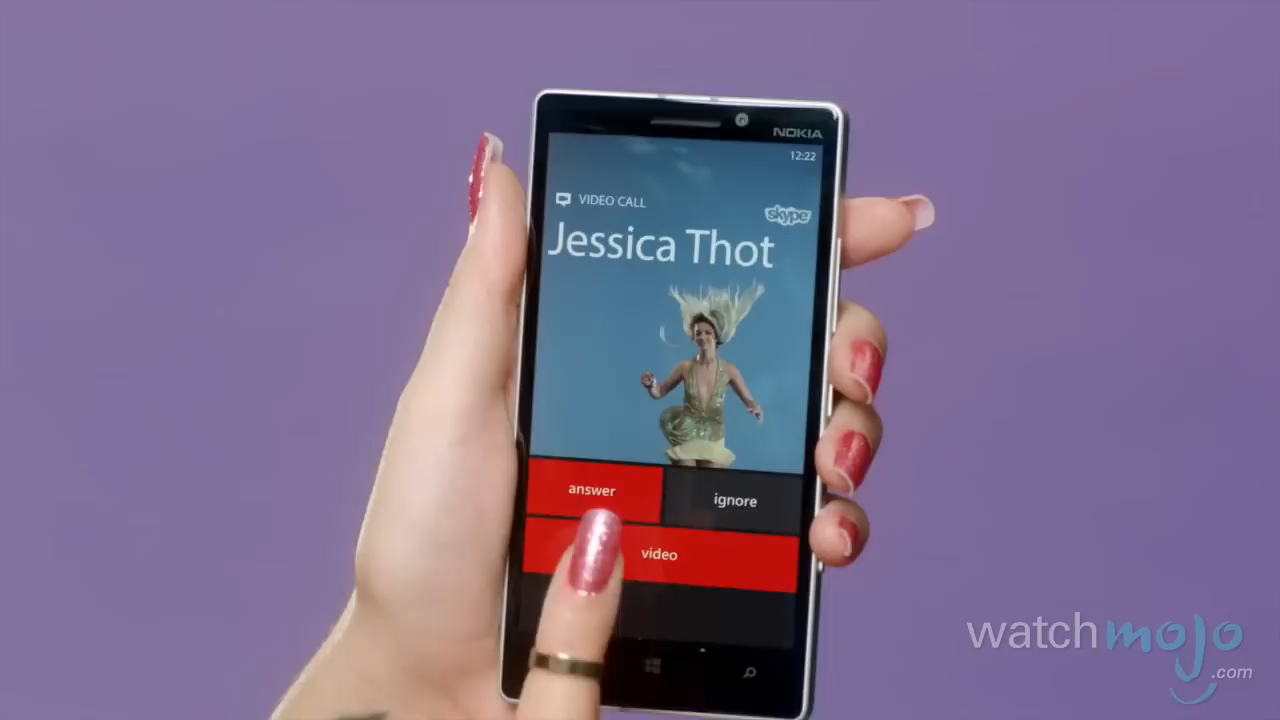 NOKIA
12:22
VIDEO CALL
skype
Jessica Thot
answer
ignore
video
watchmojo
.com